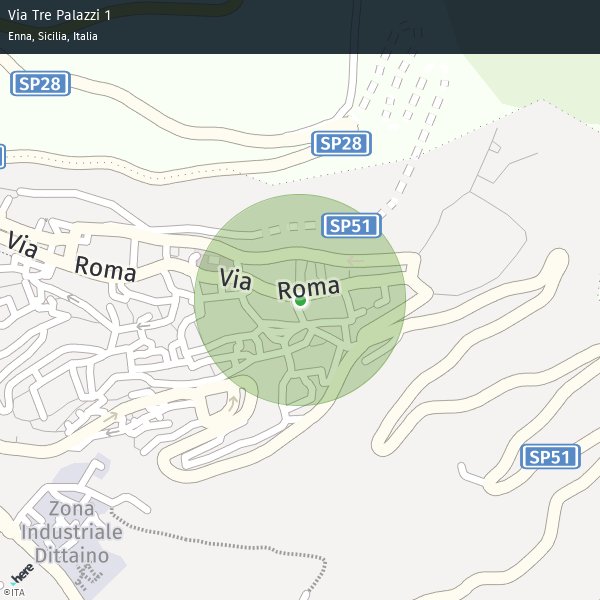 Via Tre Palazzi 1
Enna, Sicilia, Italia
SP28
SP28
SP51
Via Roma
Via Roma
SP51
Zona
Industriale
Dittaino
here
©ITA